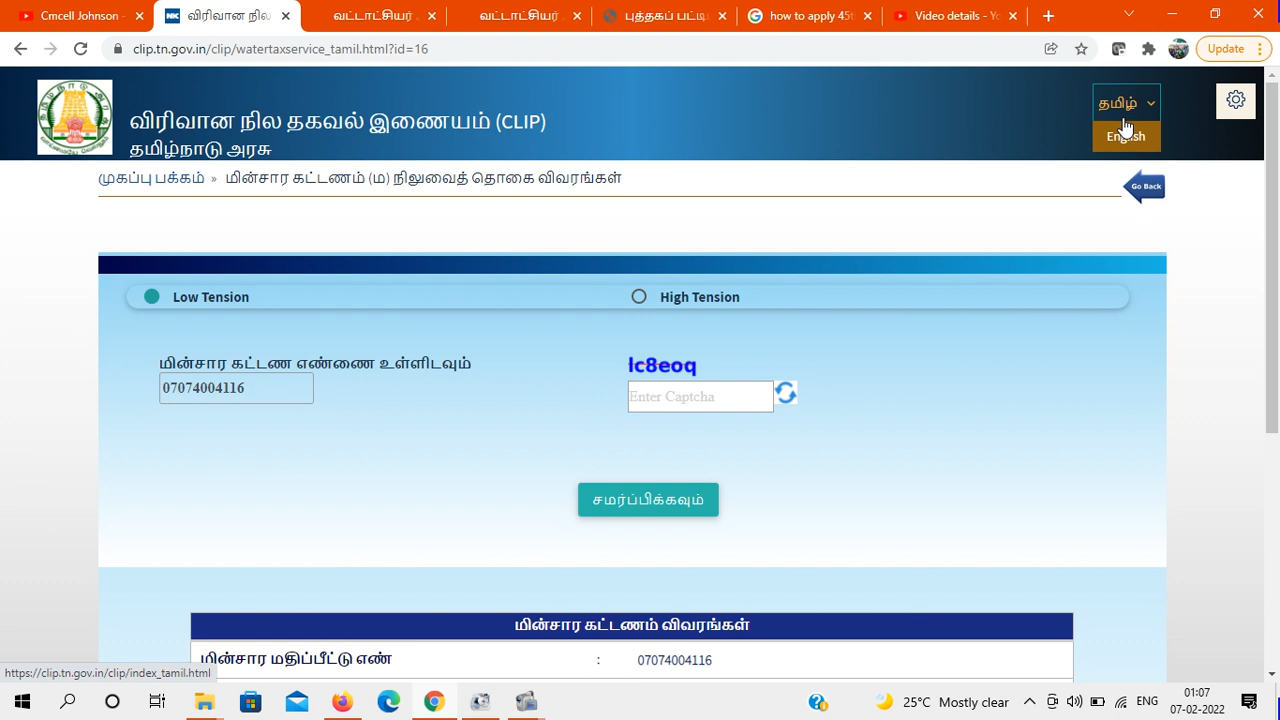 Cmcell Johnson -
விரிவான நில
வட்டாட்சியர்
வட்டாட்சியர்
புத்தகப் பட்டி
how to apply 45t
Video details - Yo
clip.tn.gov.in/clip/watertaxservice_tamil.html?id=16
Update
விரிவான நில தகவல் இணையம் (CLIP)
தமிழ்நாடு அரசு
தமிழ்
English
முகப்பு பக்கம் » மின்சார கட்டணம் (ம) நிலுவைத் தொகை விவரங்கள்
Go Back
Low Tension
High Tension
மின்சார கட்டண எண்ணை உள்ளிடவும்
07074004116
lc8eoq
Enter Captcha
சமர்ப்பிக்கவும்
மின்சார கட்டணம் விவரங்கள்
மின்சார மதிப்பீட்டு எண் : 07074004116
https://clip.tn.gov.in/clip/index_tamil.html
25°C Mostly clear
ENG
01:07
07-02-2022